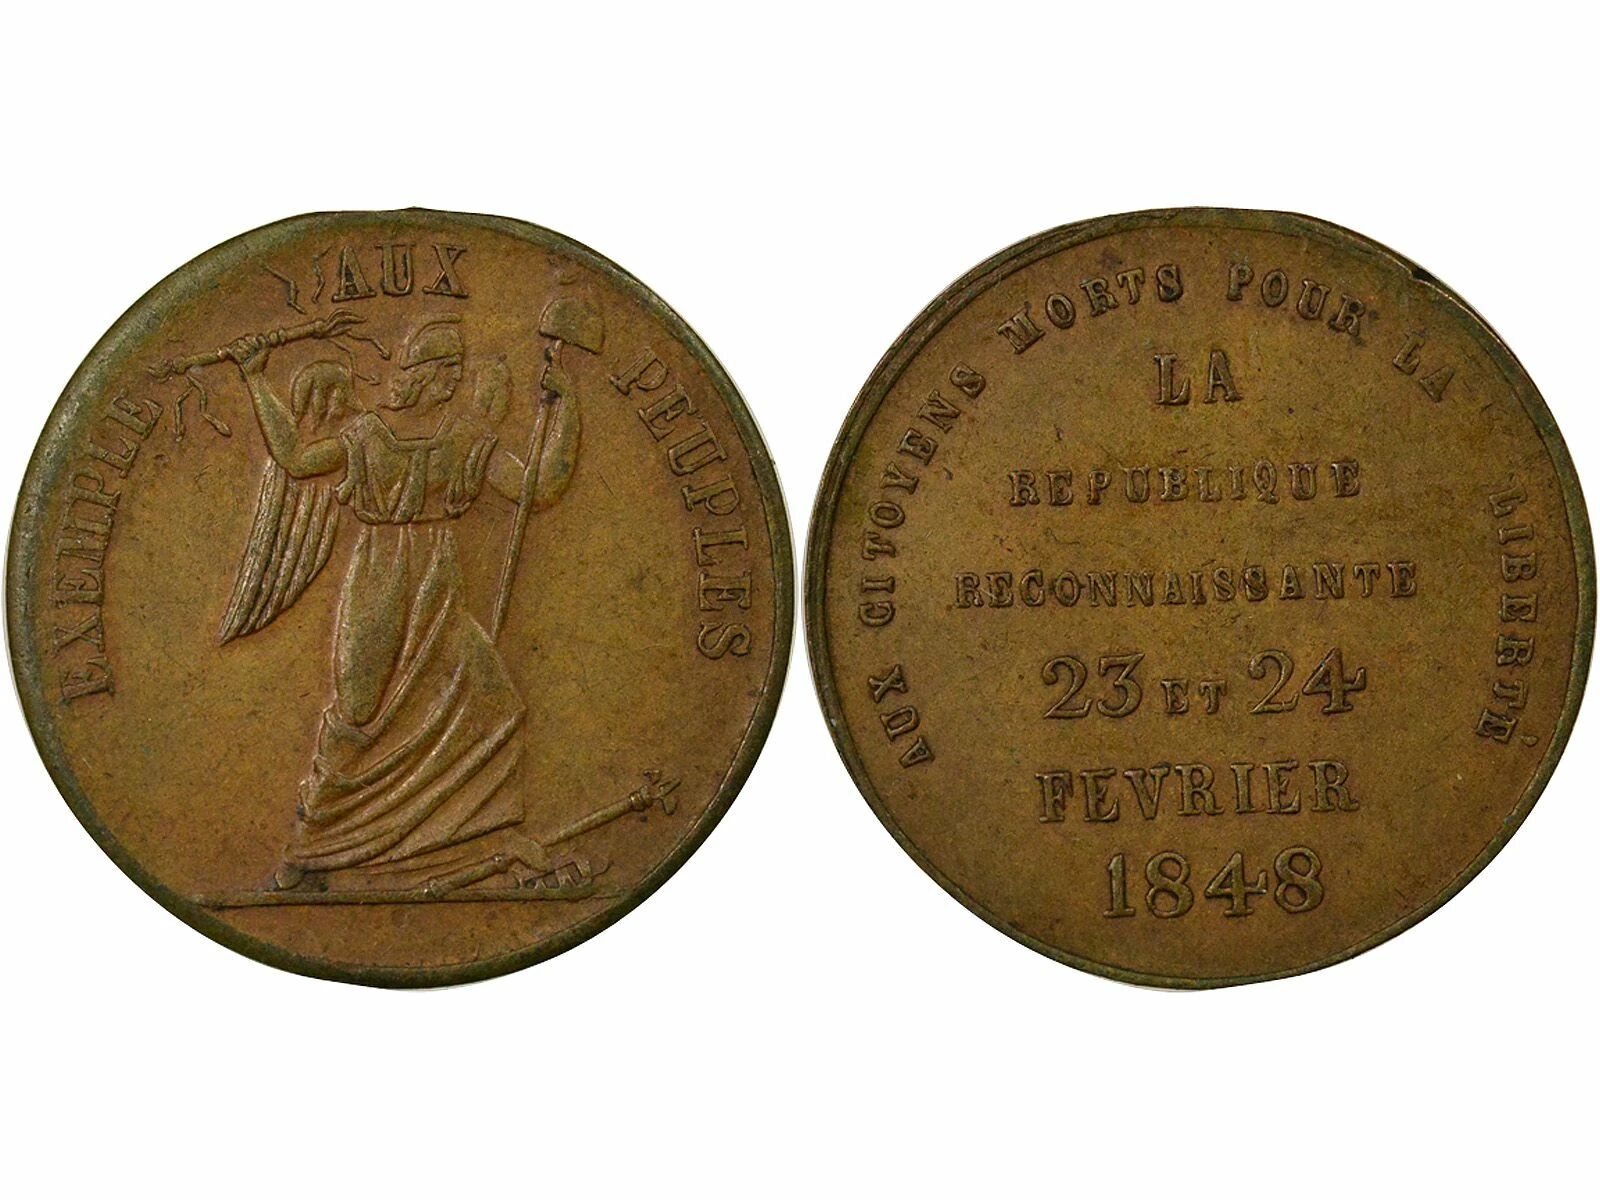 EXEMPLE AUX PEUPLES
AUX CITOYENS MORTS POUR LA LIBERTÉ
LA
REPUBLIQUE
RECONNAISSANTE
23 ET 24
FEVRIER
1848